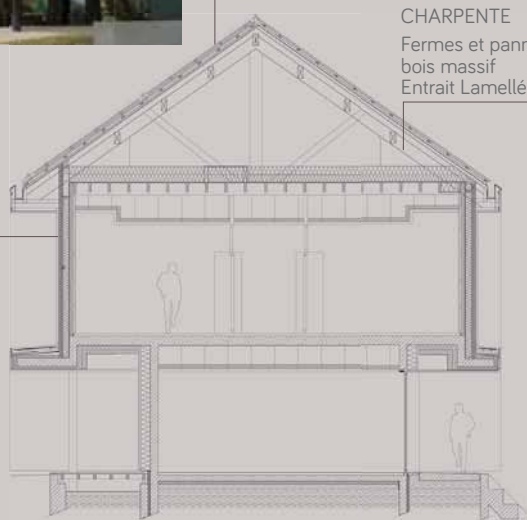 CHARPENTE
Fermes et pann
bois massif
Entrait Lamellé